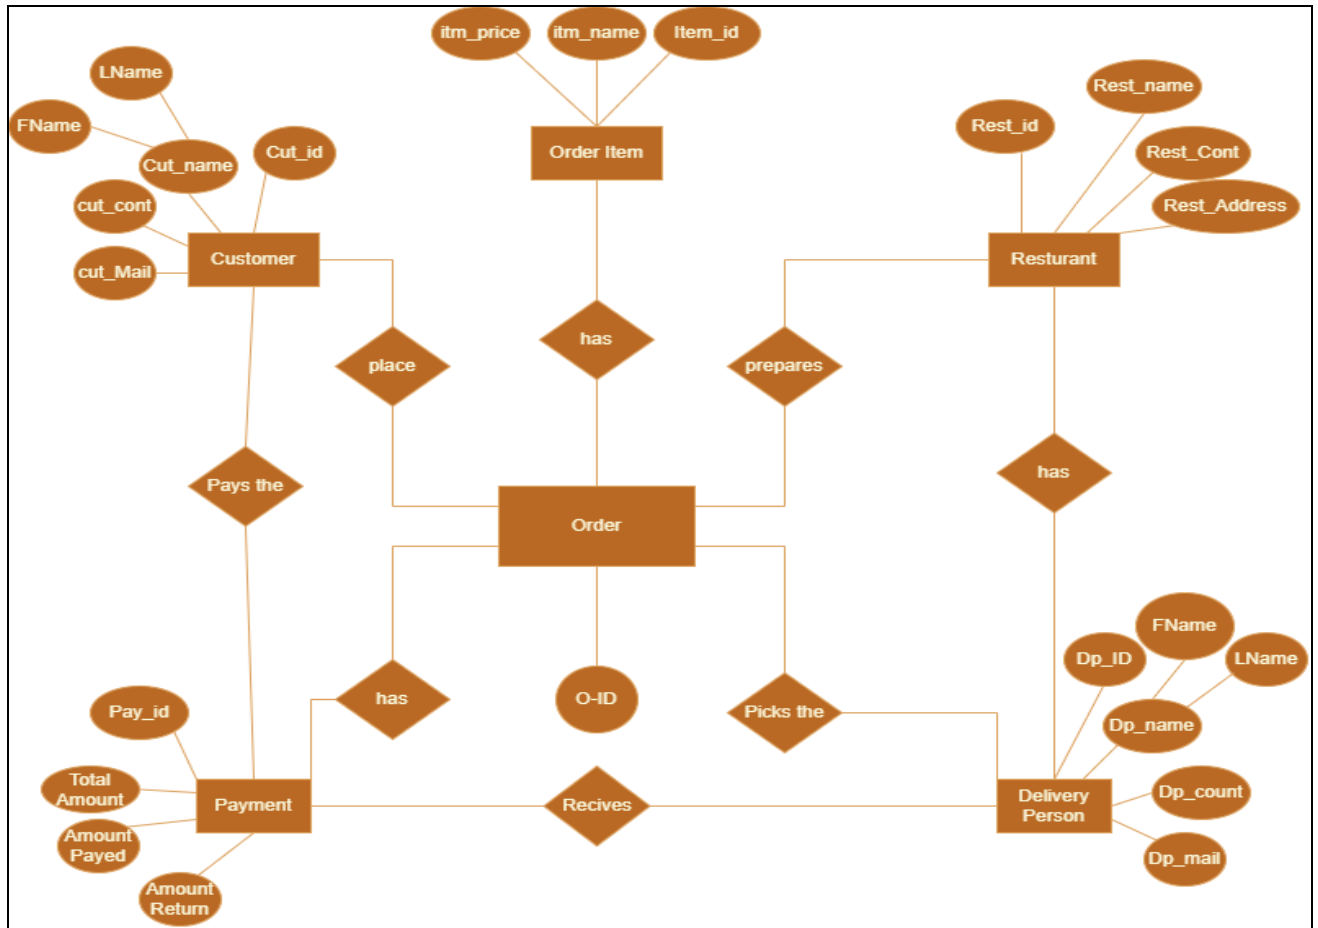 itm_price
itm_name
Item_id
LName
FName
Cut_name
Cut_id
cut_cont
cut_Mail
Customer
Order Item
Rest_name
Rest_id
Rest_Cont
Rest_Address
Resturant
place
has
prepares
Pays the
Order
has
has
O-ID
Picks the
FName
LName
Dp_ID
Dp_name
Pay_id
Total
Amount
Amount
Payed
Amount
Return
Payment
Recives
Delivery
Person
Dp_count
Dp_mail